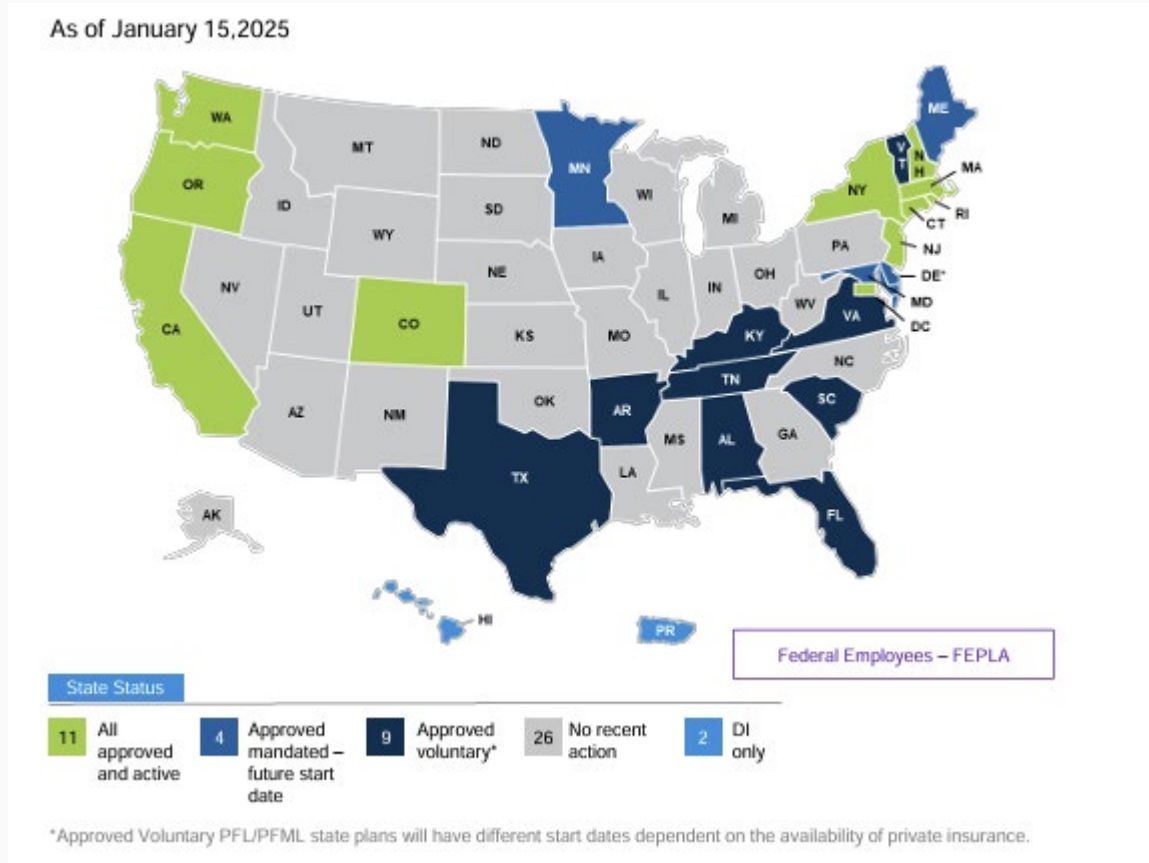 As of January 15,2025
WA
MT
ND
MN
ME
VT
NH
MA
OR
ID
SD
WI
NY
RI
CT
MI
WY
IA
PA
NJ
NE
OH
DE*
NV
UT
IL
IN
WV
MD
CA
CO
KS
MO
KY
VA
DC
TN
NC
AZ
NM
OK
AR
SC
MS
AL
GA
TX
LA
FL
AK
HI
PR
Federal Employees – FEPLA
State Status
11
All
approved
and active
4
Approved
mandated –
future start
date
9
Approved
voluntary*
26
No recent
action
2
DI
only
*Approved Voluntary PFL/PFML state plans will have different start dates dependent on the availability of private insurance.